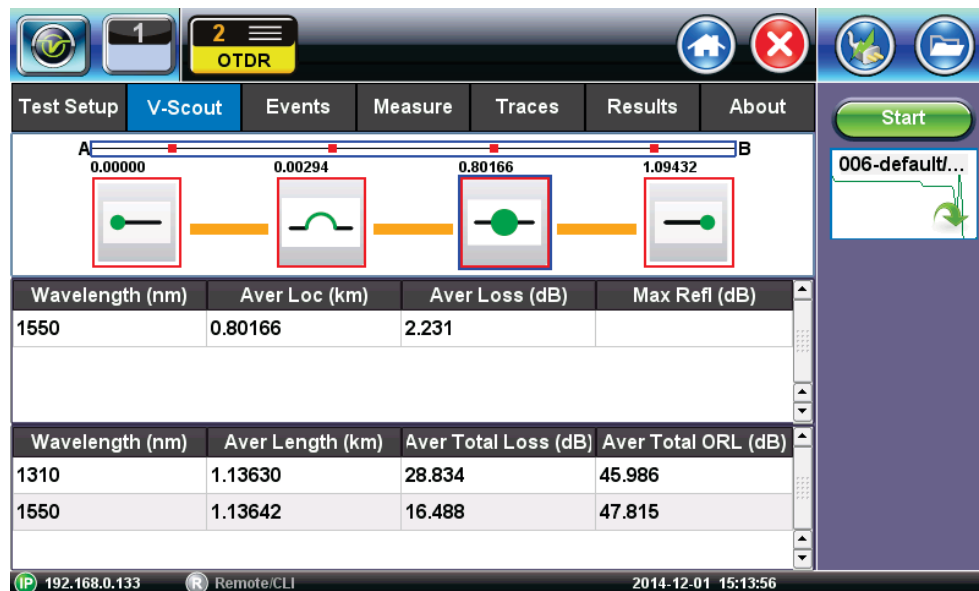 1
2
OTDR
Test Setup V-Scout Events Measure Traces Results About
Start
A B
0.00000 0.00294 0.80166 1.09432
006-default/...
Wavelength (nm) Aver Loc (km) Aver Loss (dB) Max Refl (dB)
1550 0.80166 2.231
Wavelength (nm) Aver Length (km) Aver Total Loss (dB) Aver Total ORL (dB)
1310 1.13630 28.834 45.986
1550 1.13642 16.488 47.815
IP 192.168.0.133 R Remote/CLI 2014-12-01 15:13:56